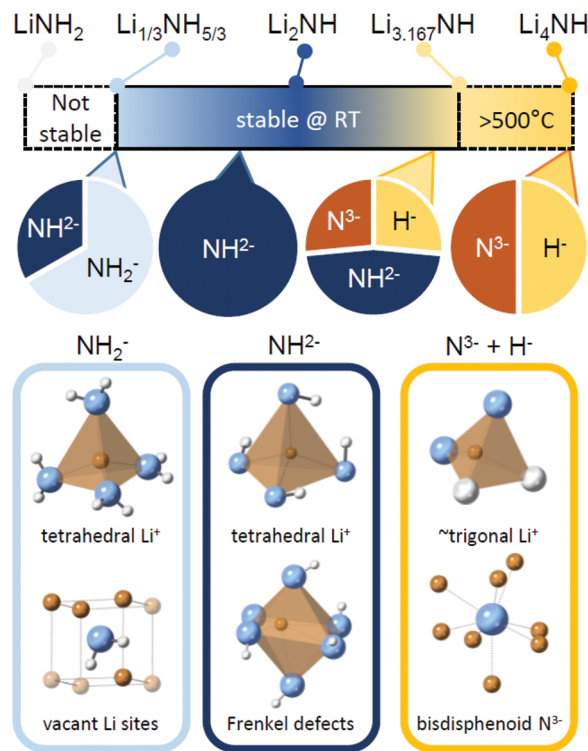 LiNH₂ Li₁/₃NH₅/₃ Li₂NH Li₃.₁₆₇NH Li₄NH
Not
stable
stable @ RT
>500°C
NH²⁻
NH₂⁻
NH²⁻
N³⁻
H⁻
NH²⁻
N³⁻
H⁻
NH₂⁻ NH²⁻ N³⁻ + H⁻
tetrahedral Li⁺ tetrahedral Li⁺ ~trigonal Li⁺
vacant Li sites Frenkel defects bisdisphenoid N³⁻